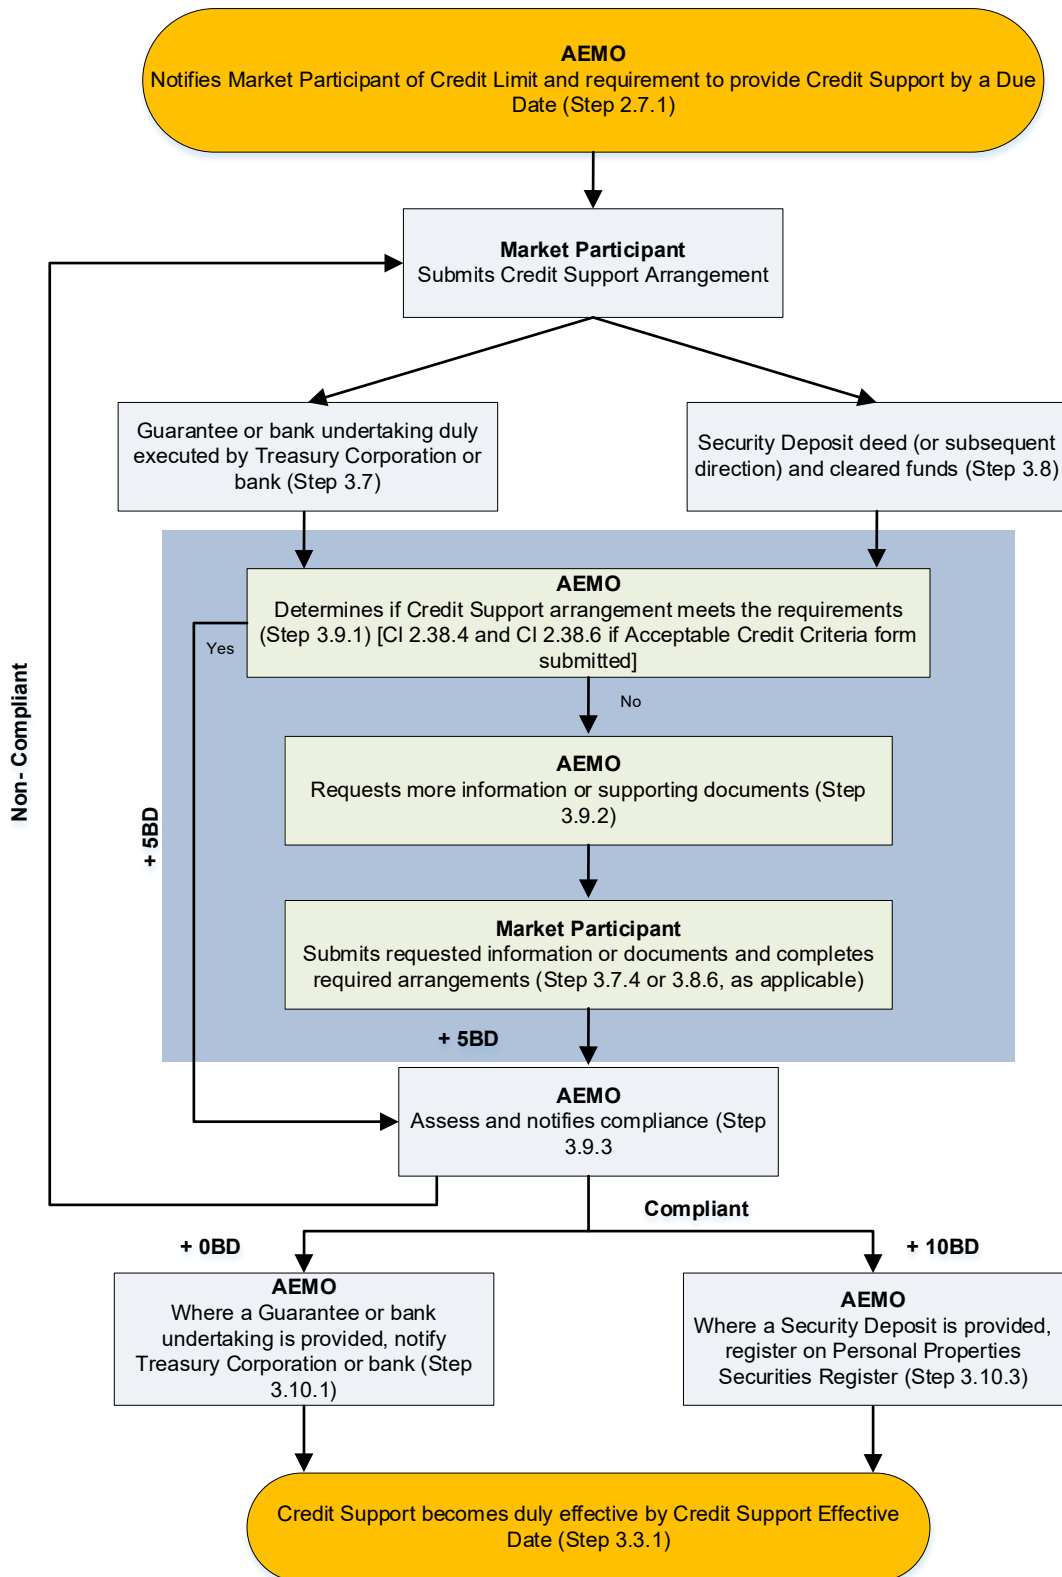 AEMO
Notifies Market Participant of Credit Limit and requirement to provide Credit Support by a Due
Date (Step 2.7.1)
Market Participant
Submits Credit Support Arrangement
Guarantee or bank undertaking duly
executed by Treasury Corporation or
bank (Step 3.7)
Security Deposit deed (or subsequent
direction) and cleared funds (Step 3.8)
AEMO
Determines if Credit Support arrangement meets the requirements
(Step 3.9.1) [Cl 2.38.4 and Cl 2.38.6 if Acceptable Credit Criteria form
submitted]
Yes
No
Non- Compliant
+ 5BD
AEMO
Requests more information or supporting documents (Step
3.9.2)
Market Participant
Submits requested information or documents and completes
required arrangements (Step 3.7.4 or 3.8.6, as applicable)
+ 5BD
AEMO
Assess and notifies compliance (Step
3.9.3
Compliant
+ 0BD
+ 10BD
AEMO
Where a Guarantee or bank
undertaking is provided, notify
Treasury Corporation or bank (Step
3.10.1)
AEMO
Where a Security Deposit is provided,
register on Personal Properties
Securities Register (Step 3.10.3)
Credit Support becomes duly effective by Credit Support Effective
Date (Step 3.3.1)